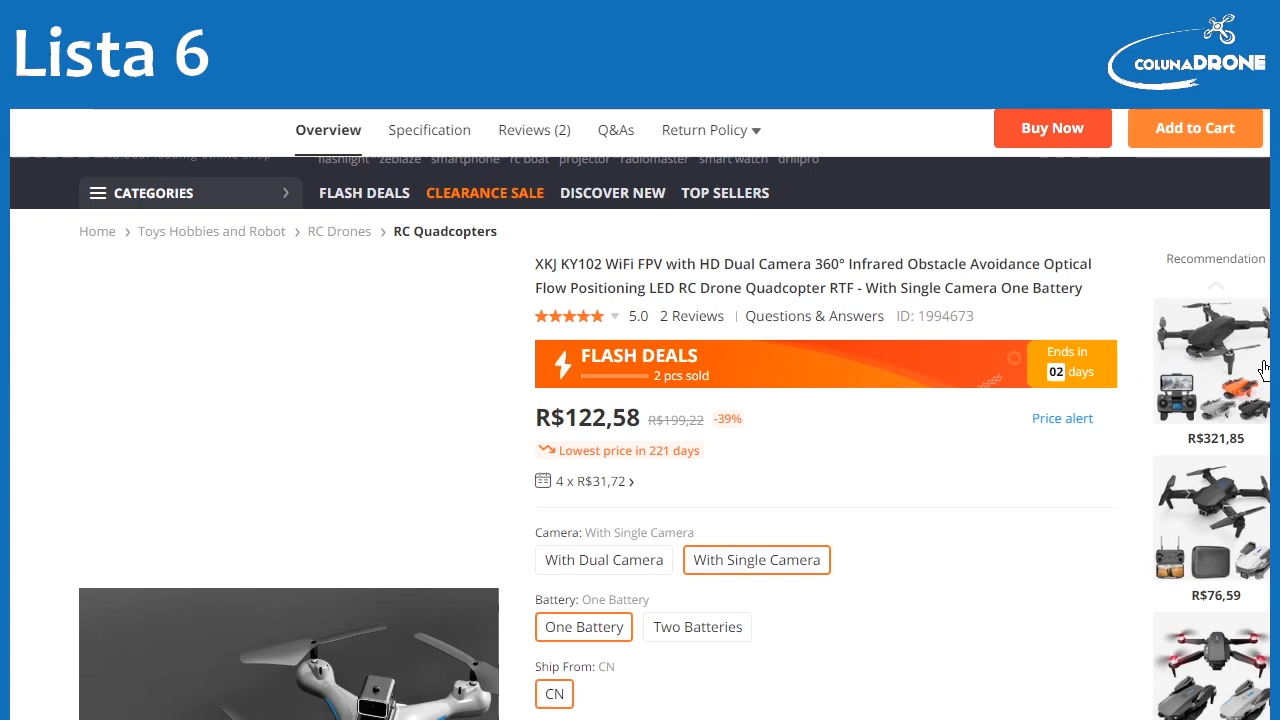 Lista 6
COLUNADRONE
Overview Specification Reviews (2) Q&As Return Policy Buy Now Add to Cart
flashlight zeblaze smartphone rc boat projector radiomaster smart watch drillpro
CATEGORIES FLASH DEALS CLEARANCE SALE DISCOVER NEW TOP SELLERS
Home > Toys Hobbies and Robot > RC Drones > RC Quadcopters
XKJ KY102 WiFi FPV with HD Dual Camera 360° Infrared Obstacle Avoidance Optical
Flow Positioning LED RC Drone Quadcopter RTF - With Single Camera One Battery
5.0 2 Reviews | Questions & Answers ID: 1994673
FLASH DEALS
2 pcs sold
Ends in
02 days
R$122,58 R$199,22 -39% Price alert
Lowest price in 221 days
4 x R$31,72 >
Camera: With Single Camera
With Dual Camera With Single Camera
Battery: One Battery
One Battery Two Batteries
Ship From: CN
CN
Recommendation
R$321,85
R$76,59